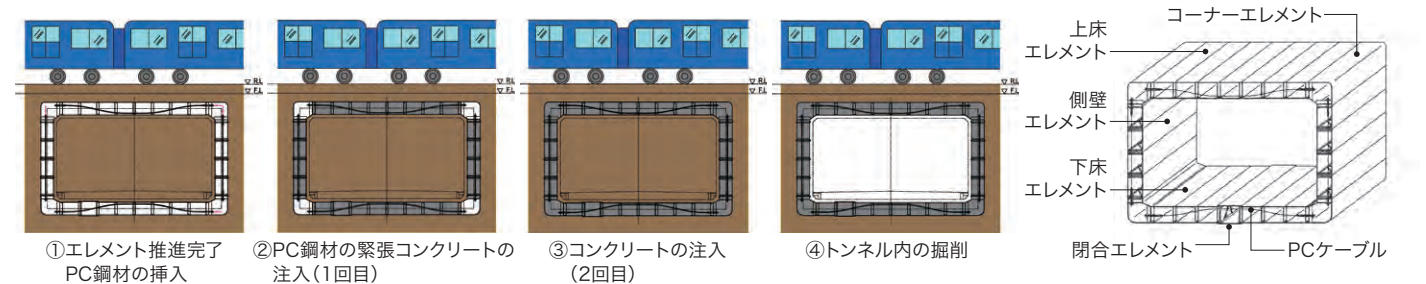 ▽R.L
▽F.L
①エレメント推進完了
PC鋼材の挿入
▽R.L
▽F.L
②PC鋼材の緊張コンクリートの
注入(1回目)
▽R.L
▽F.L
③コンクリートの注入
(2回目)
▽R.L
▽F.L
④トンネル内の掘削
コーナーエレメント
上床
エレメント
側壁
エレメント
下床
エレメント
閉合エレメント
PCケーブル